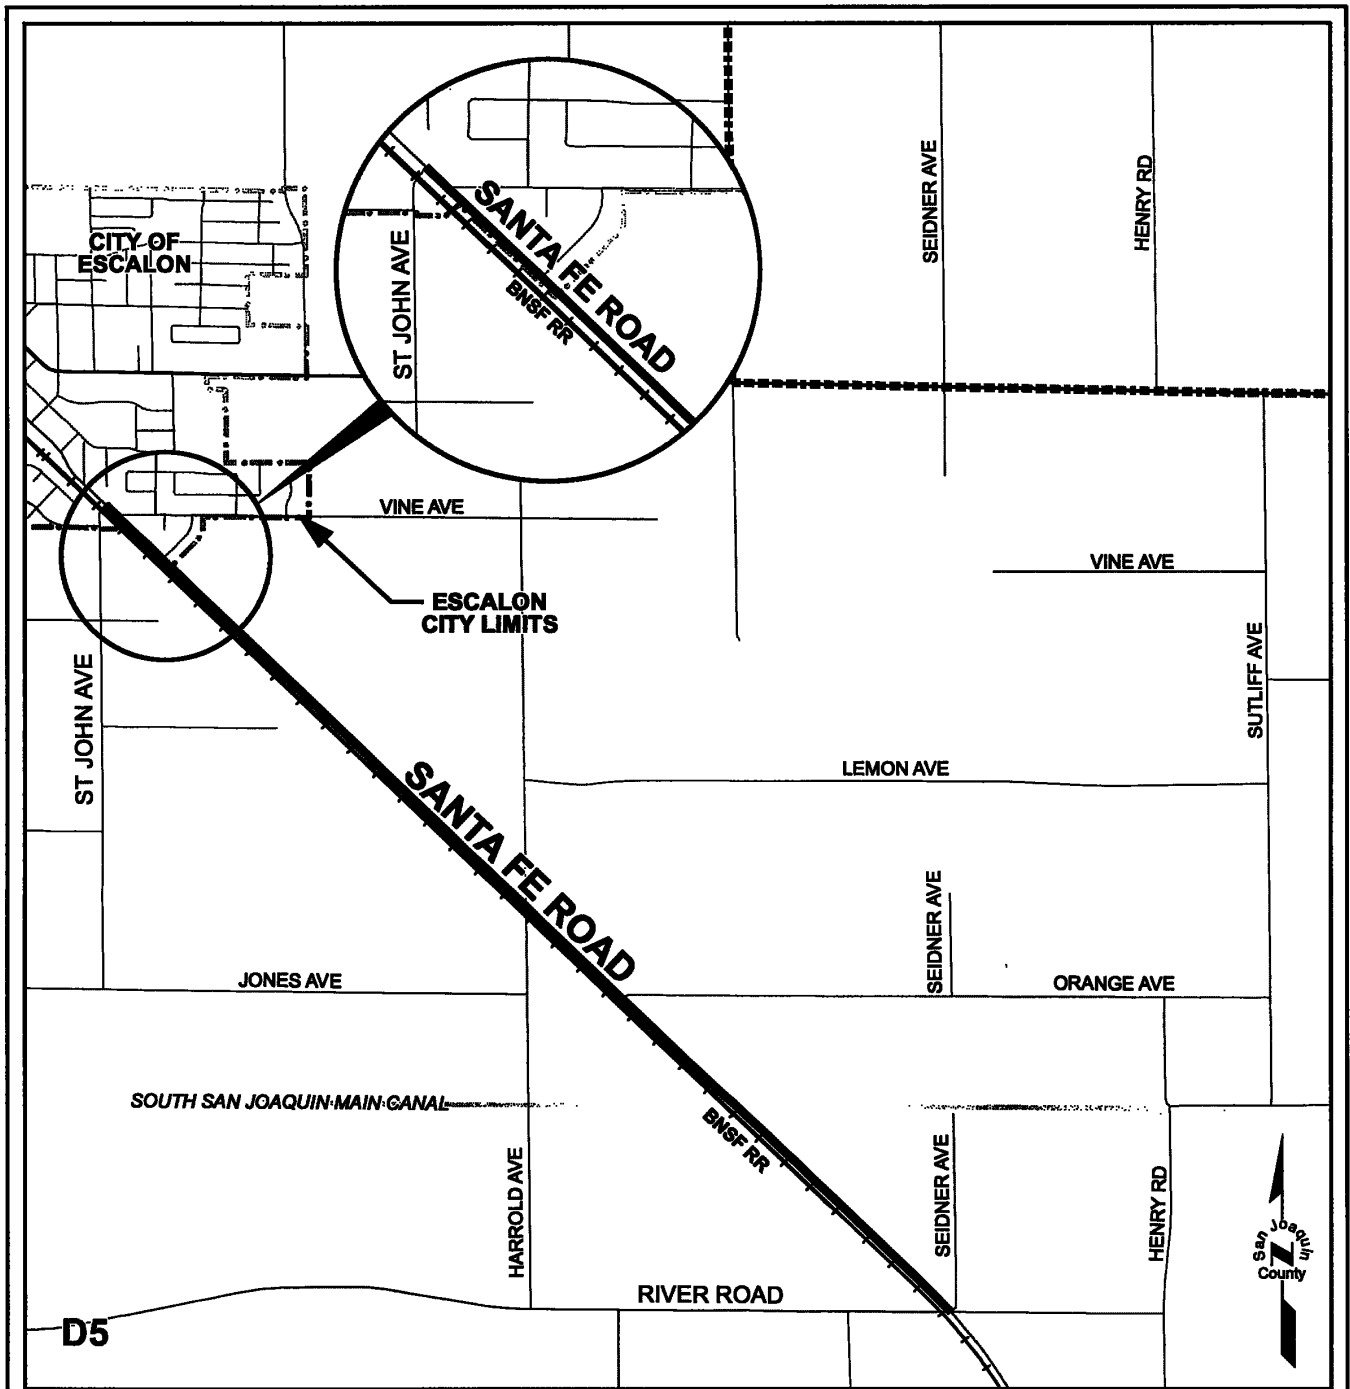 SEIDNER AVE
HENRY RD
CITY OF
ESCALON
ST JOHN AVE
SANTA FE ROAD
BNSF RR
VINE AVE
VINE AVE
ESCALON
CITY LIMITS
SUTLIFF AVE
ST JOHN AVE
LEMON AVE
SANTA FE ROAD
SEIDNER AVE
JONES AVE
ORANGE AVE
SOUTH SAN JOAQUIN MAIN CANAL
BNSF RR
HARROLD AVE
SEIDNER AVE
HENRY RD
San Joaquin
County
RIVER ROAD
D5